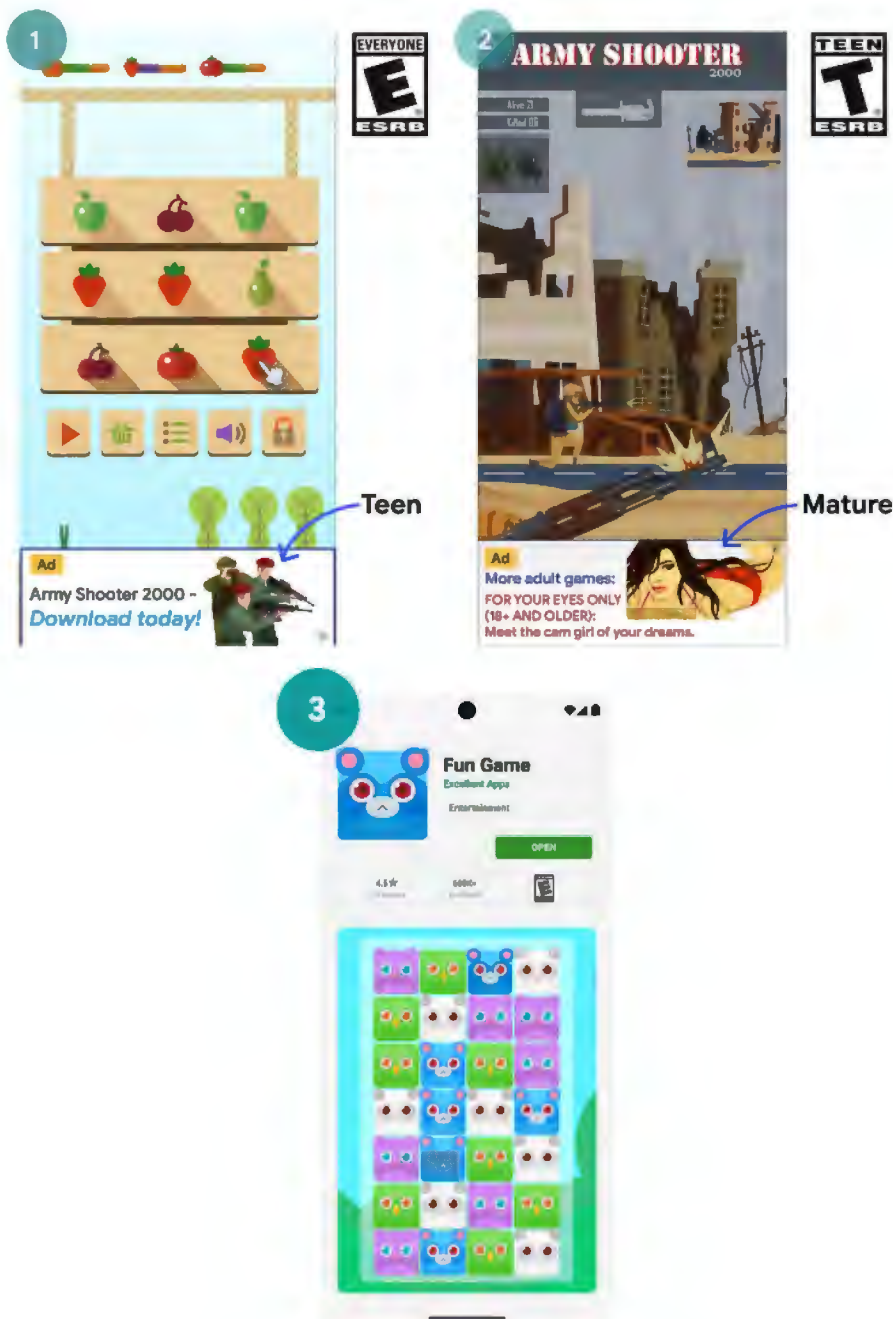 1
EVERYONE
E
ESRB
Teen
Ad
Army Shooter 2000 -
Download today!
2
ARMY SHOOTER
2000
TEEN
T
ESRB
Mature
Ad
More adult games:
FOR YOUR EYES ONLY
(18+ AND OLDER):
Meet the cam girl of your dreams.
3
Fun Game
Excellent Apps
Entertainment
OPEN
E